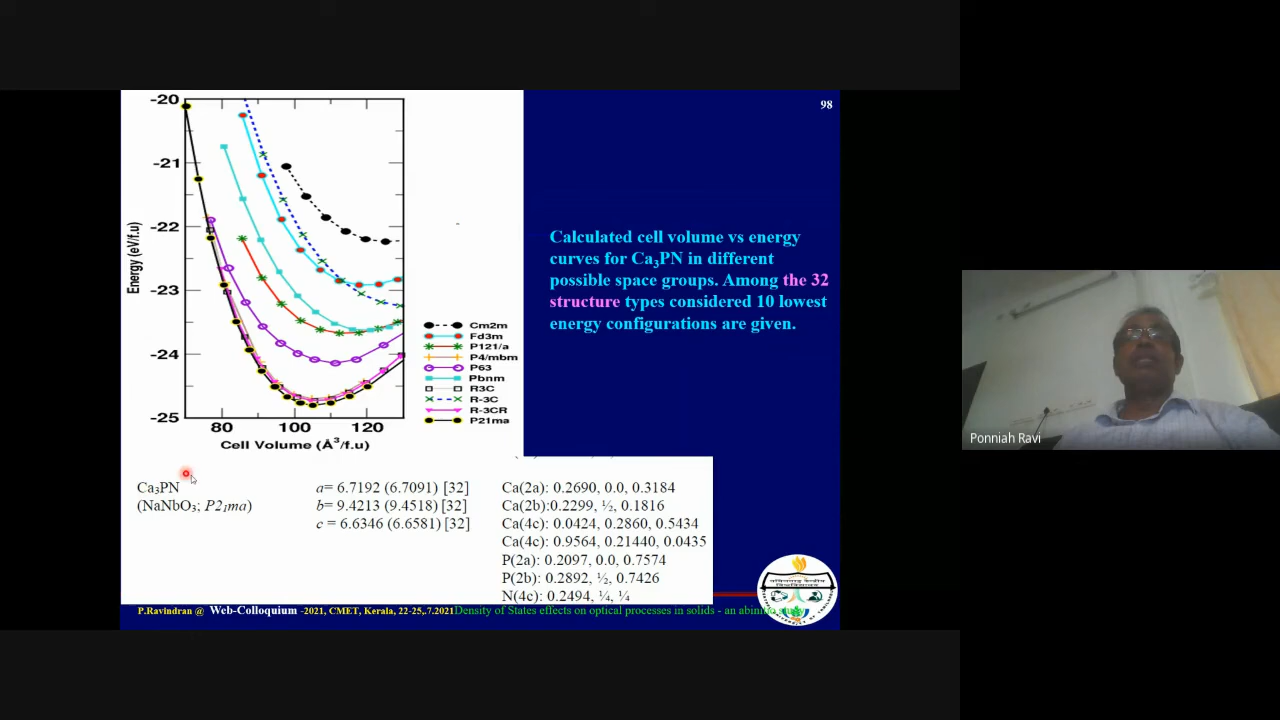 98
-20
-21
-22
-23
-24
-25
Energy (eV/f.u)
80 100 120
Cell Volume (Å³/f.u)
Cm2m
Fd3m
P121/a
P4/mbm
P63
Pbnm
R3C
R-3C
R-3CR
P21ma
Calculated cell volume vs energy
curves for Ca₃PN in different
possible space groups. Among the 32
structure types considered 10 lowest
energy configurations are given.
Ca₃PN
(NaNbO₃; P2₁ma)
a= 6.7192 (6.7091) [32]
b= 9.4213 (9.4518) [32]
c = 6.6346 (6.6581) [32]
Ca(2a): 0.2690, 0.0, 0.3184
Ca(2b):0.2299, ½, 0.1816
Ca(4c): 0.0424, 0.2860, 0.5434
Ca(4c): 0.9564, 0.21440, 0.0435
P(2a): 0.2097, 0.0, 0.7574
P(2b): 0.2892, ½, 0.7426
N(4c): 0.2494, ¼, ¼
P.Ravindran @ Web-Colloquium -2021, CMET, Kerala, 22-25,.7.2021 Density of States effects on optical processes in solids - an abinitio study
Ponniah Ravi